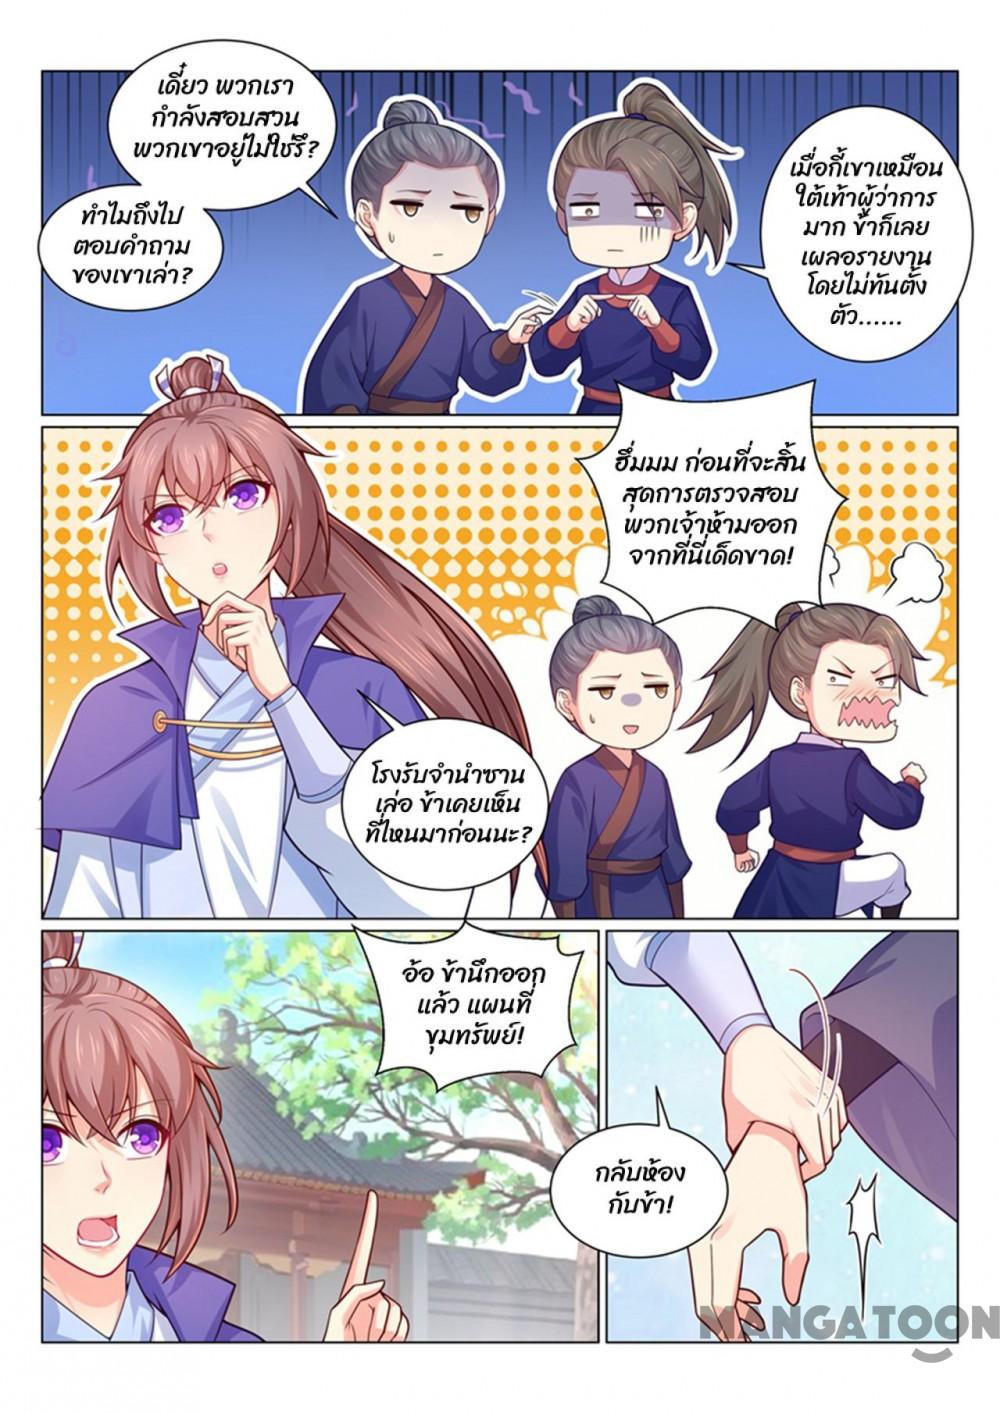 เดี๋ยว พวกเรา
กำลังสอบสวน
พวกเขาอยู่ไม่ใช่รึ?
ทำไมถึงไป
ตอบคำถาม
ของเขาเล่า?
เมื่อกี้เขาเหมือน
ใต้เท้าผู้ว่าการ
มาก ข้าก็เลย
เผลอรายงาน
โดยไม่ทันตั้ง
ตัว......
ฮึ่มมม ก่อนที่จะสิ้น
สุดการตรวจสอบ
พวกเจ้าห้ามออก
จากที่นี่เด็ดขาด!
โรงรับจำนำซาน
เล่อ ข้าเคยเห็น
ที่ไหนมาก่อนนะ?
อ้อ ข้านึกออก
แล้ว แผนที่
ขุมทรัพย์!
กลับห้อง
กับข้า!
MANGATOON